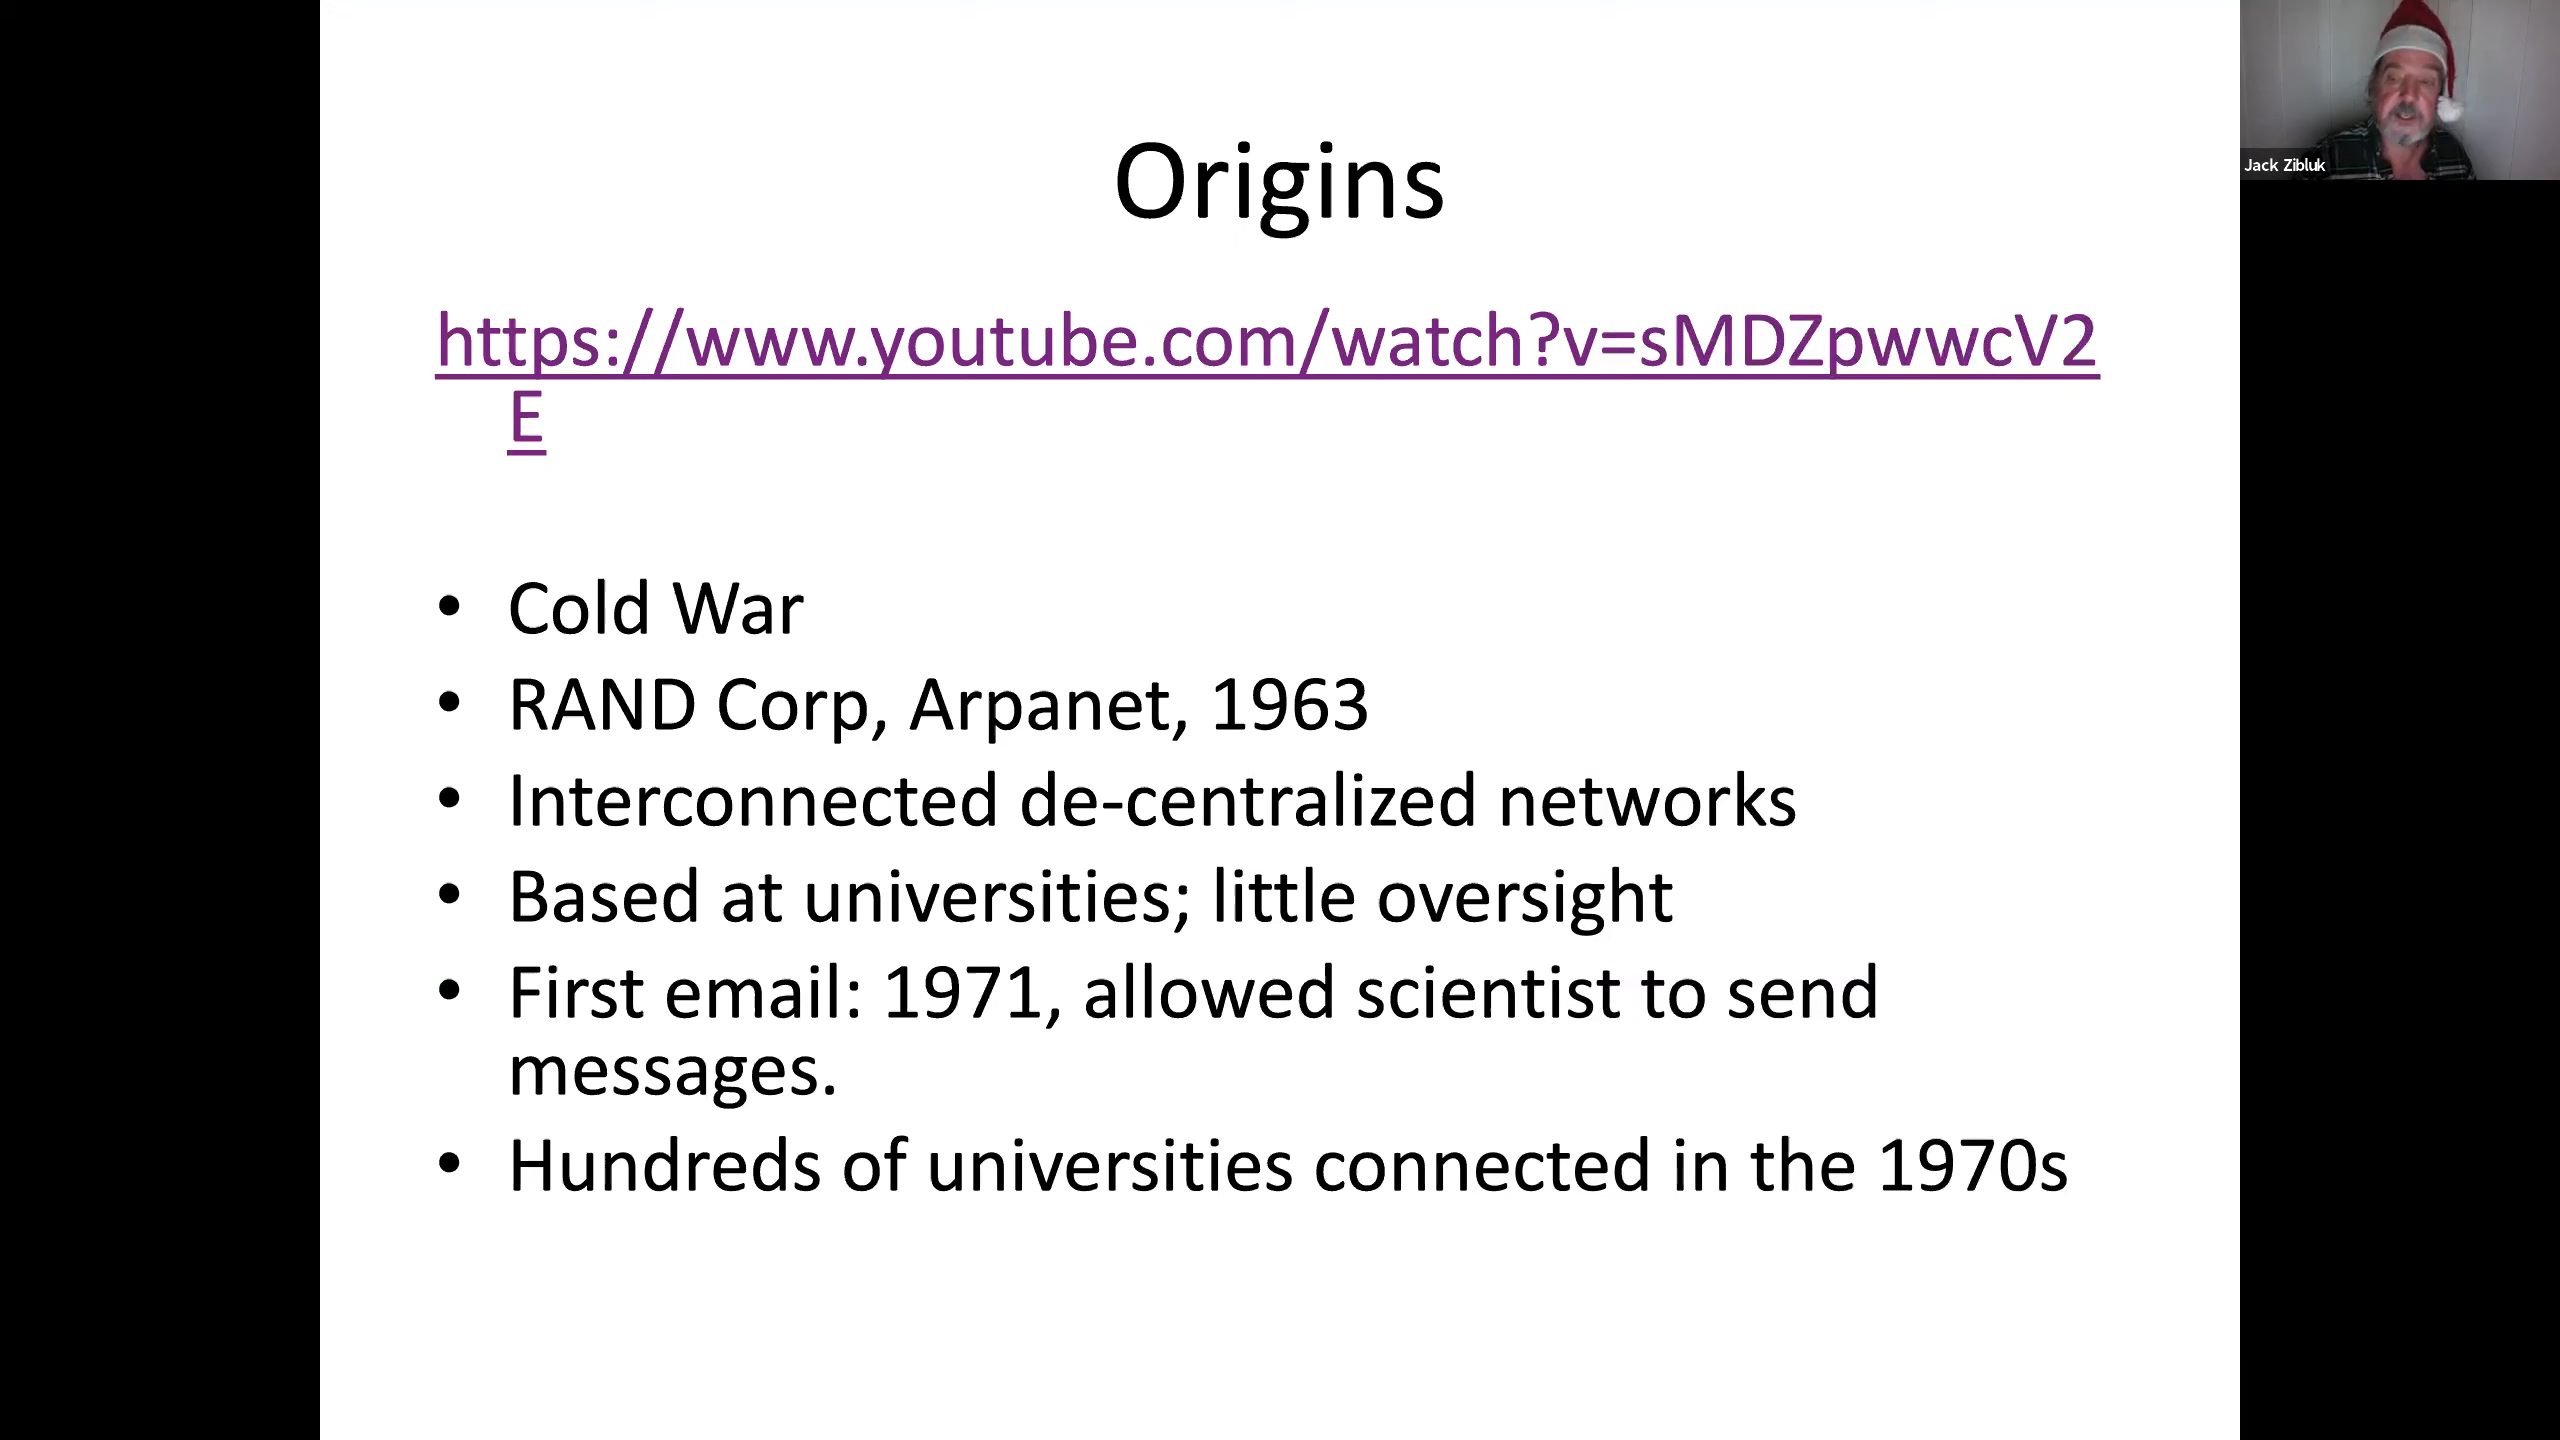 Origins
https://www.youtube.com/watch?v=sMDZpwwcV2
E
• Cold War
• RAND Corp, Arpanet, 1963
• Interconnected de-centralized networks
• Based at universities; little oversight
• First email: 1971, allowed scientist to send
messages.
• Hundreds of universities connected in the 1970s
Jack Zibluk